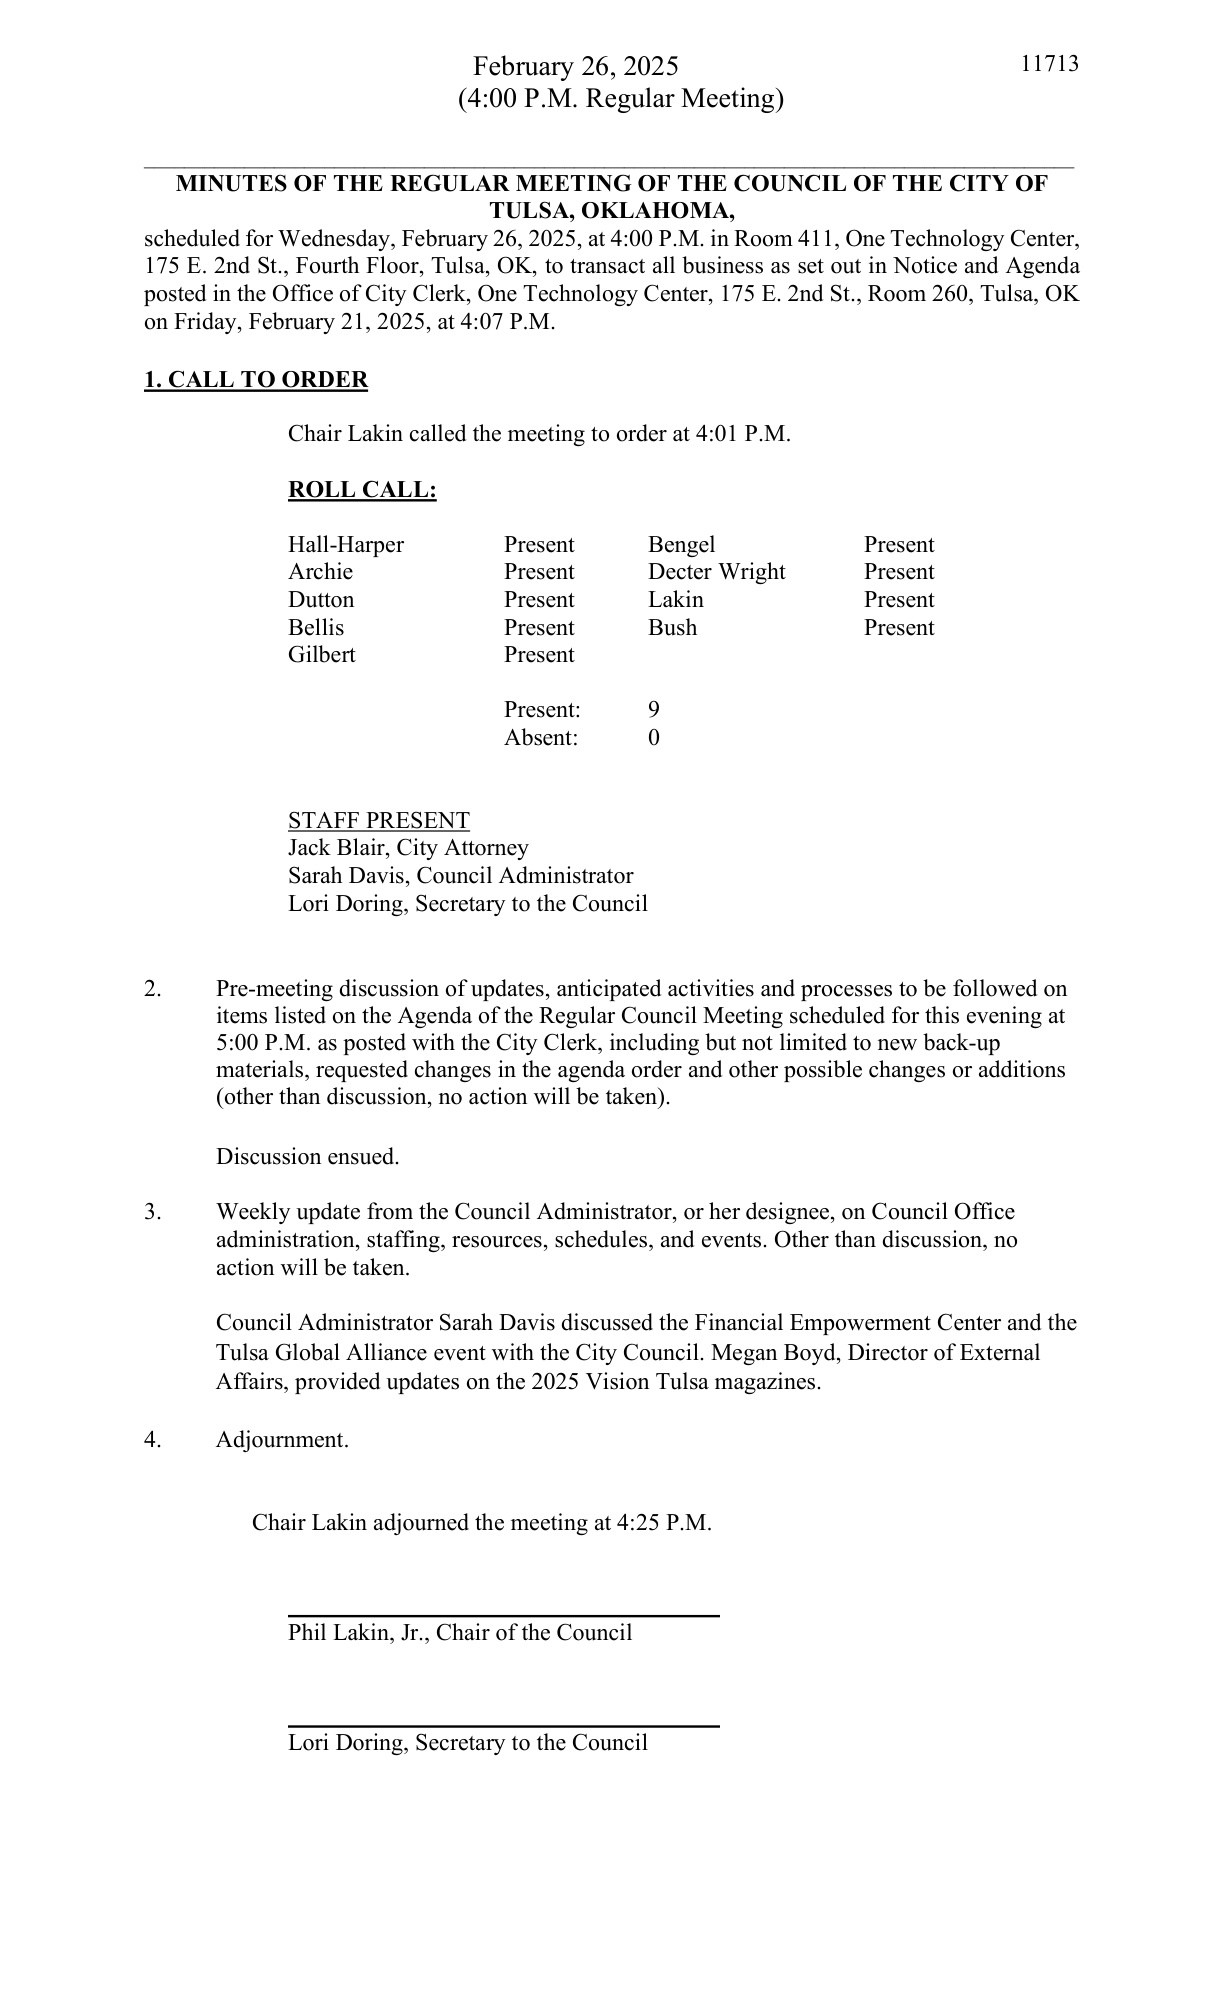 February 26, 2025 11713
(4:00 P.M. Regular Meeting)
MINUTES OF THE REGULAR MEETING OF THE COUNCIL OF THE CITY OF
TULSA, OKLAHOMA,
scheduled for Wednesday, February 26, 2025, at 4:00 P.M. in Room 411, One Technology Center,
175 E. 2nd St., Fourth Floor, Tulsa, OK, to transact all business as set out in Notice and Agenda
posted in the Office of City Clerk, One Technology Center, 175 E. 2nd St., Room 260, Tulsa, OK
on Friday, February 21, 2025, at 4:07 P.M.
1. CALL TO ORDER
Chair Lakin called the meeting to order at 4:01 P.M.
ROLL CALL:
Hall-Harper Present Bengel Present
Archie Present Decter Wright Present
Dutton Present Lakin Present
Bellis Present Bush Present
Gilbert Present
Present: 9
Absent: 0
STAFF PRESENT
Jack Blair, City Attorney
Sarah Davis, Council Administrator
Lori Doring, Secretary to the Council
2. Pre-meeting discussion of updates, anticipated activities and processes to be followed on
items listed on the Agenda of the Regular Council Meeting scheduled for this evening at
5:00 P.M. as posted with the City Clerk, including but not limited to new back-up
materials, requested changes in the agenda order and other possible changes or additions
(other than discussion, no action will be taken).
Discussion ensued.
3. Weekly update from the Council Administrator, or her designee, on Council Office
administration, staffing, resources, schedules, and events. Other than discussion, no
action will be taken.
Council Administrator Sarah Davis discussed the Financial Empowerment Center and the
Tulsa Global Alliance event with the City Council. Megan Boyd, Director of External
Affairs, provided updates on the 2025 Vision Tulsa magazines.
4. Adjournment.
Chair Lakin adjourned the meeting at 4:25 P.M.
Phil Lakin, Jr., Chair of the Council
Lori Doring, Secretary to the Council